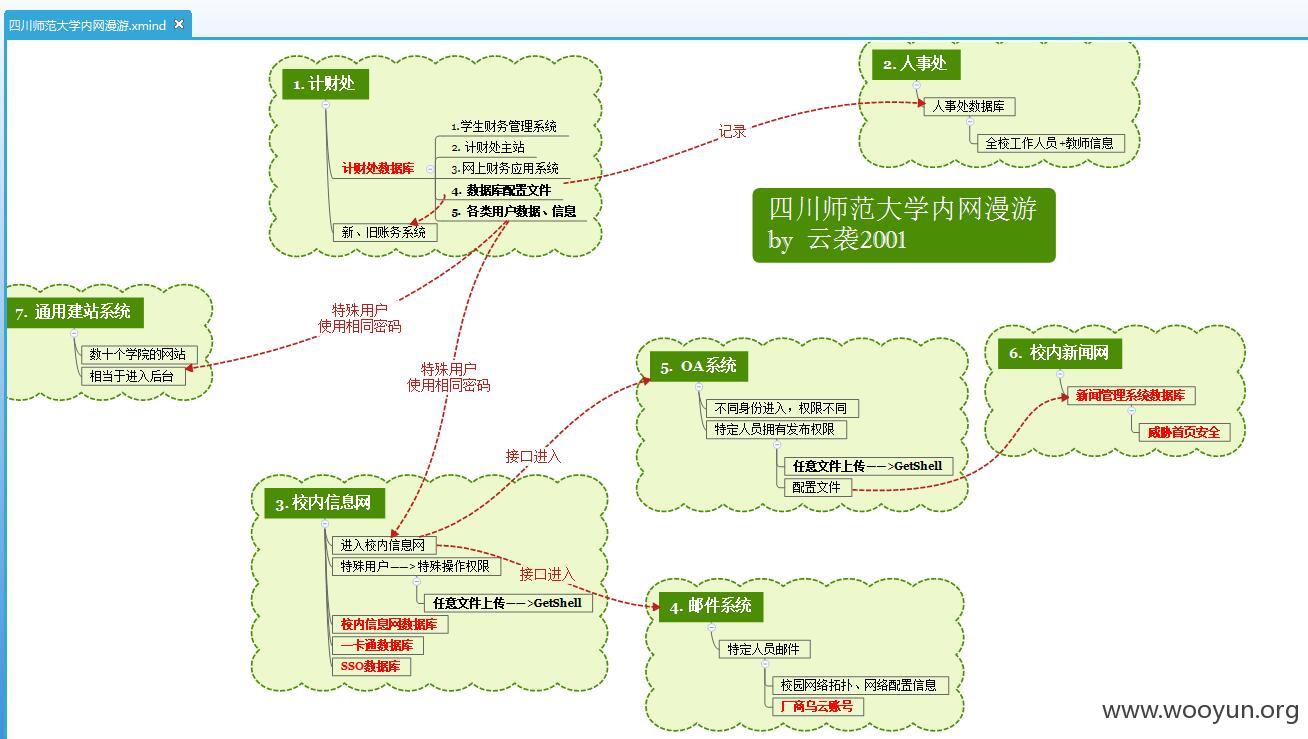 四川师范大学内网漫游.xmind
1. 计财处
计财处数据库
1.学生财务管理系统
2. 计财处主站
3.网上财务应用系统
4. 数据库配置文件
5. 各类用户数据、信息
新、旧账务系统
记录
2. 人事处
人事处数据库
全校工作人员+教师信息
四川师范大学内网漫游
by 云袭2001
7. 通用建站系统
数十个学院的网站
相当于进入后台
特殊用户
使用相同密码
特殊用户
使用相同密码
5. OA系统
不同身份进入，权限不同
特定人员拥有发布权限
任意文件上传——>GetShell
配置文件
6. 校内新闻网
新闻管理系统数据库
威胁首页安全
接口进入
3. 校内信息网
进入校内信息网
特殊用户——>特殊操作权限
任意文件上传——>GetShell
校内信息网数据库
一卡通数据库
SSO数据库
接口进入
4. 邮件系统
特定人员邮件
校园网络拓扑、网络配置信息
厂商乌云账号
www.wooyun.org